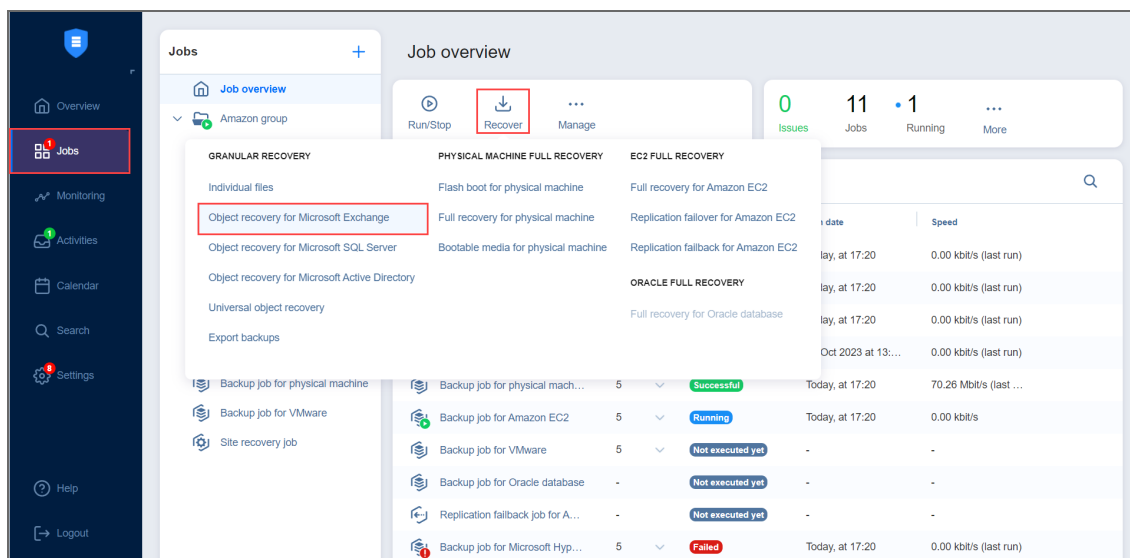 Overview
1
Jobs
Monitoring
1
Activities
Calendar
Search
8
Settings
Help
Logout
Jobs +
Job overview
Amazon group
Backup job for physical machine
Backup job for VMware
Site recovery job
Job overview
Run/Stop
Recover
Manage
0
Issues
11
Jobs
1
Running
More
GRANULAR RECOVERY
Individual files
Object recovery for Microsoft Exchange
Object recovery for Microsoft SQL Server
Object recovery for Microsoft Active Directory
Universal object recovery
Export backups
PHYSICAL MACHINE FULL RECOVERY
Flash boot for physical machine
Full recovery for physical machine
Bootable media for physical machine
EC2 FULL RECOVERY
Full recovery for Amazon EC2
Replication failover for Amazon EC2
Replication failback for Amazon EC2
ORACLE FULL RECOVERY
Full recovery for Oracle database
date Speed
at 17:20 0.00 kbit/s (last run)
at 17:20 0.00 kbit/s (last run)
at 17:20 0.00 kbit/s (last run)
Oct 2023 at 13:... 0.00 kbit/s (last run)
Backup job for physical mach... 5 Successful Today, at 17:20 70.26 Mbit/s (last ...
Backup job for Amazon EC2 5 Running Today, at 17:20 0.00 kbit/s
Backup job for VMware 5 Not executed yet - -
Backup job for Oracle database - Not executed yet - -
Replication failback job for A... - Not executed yet - -
Backup job for Microsoft Hyp... 5 Failed Today, at 17:20 0.00 kbit/s (last run)